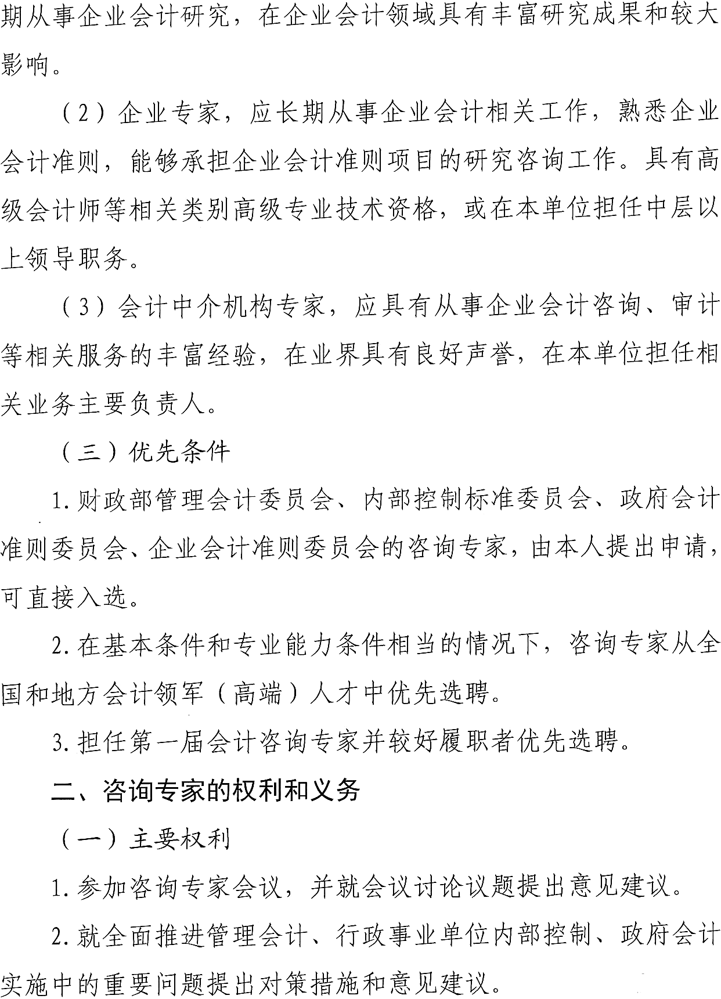 期从事企业会计研究，在企业会计领域具有丰富研究成果和较大
影响。
（2）企业专家，应长期从事企业会计相关工作，熟悉企业
会计准则，能够承担企业会计准则项目的研究咨询工作。具有高
级会计师等相关类别高级专业技术资格，或在本单位担任中层以
上领导职务。
（3）会计中介机构专家，应具有从事企业会计咨询、审计
等相关服务的丰富经验，在业界具有良好声誉，在本单位担任相
关业务主要负责人。
（三）优先条件
1.财政部管理会计委员会、内部控制标准委员会、政府会计
准则委员会、企业会计准则委员会的咨询专家，由本人提出申请，
可直接入选。
2.在基本条件和专业能力条件相当的情况下，咨询专家从全
国和地方会计领军（高端）人才中优先选聘。
3.担任第一届会计咨询专家并较好履职者优先选聘。
二、咨询专家的权利和义务
（一）主要权利
1.参加咨询专家会议，并就会议讨论议题提出意见建议。
2.就全面推进管理会计、行政事业单位内部控制、政府会计
实施中的重要问题提出对策措施和意见建议。